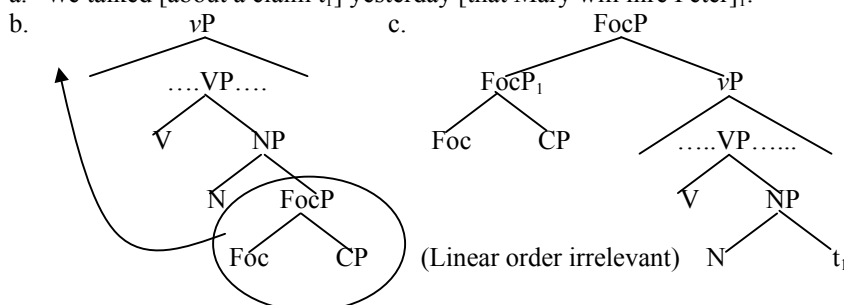 a. We talked [about a claim t₁] yesterday [that Mary will hire Peter]₁.
b. vP c. FocP
….VP…. FocP₁ vP
V NP Foc CP …..VP…...
N FocP V NP
Foc CP (Linear order irrelevant) N t₁